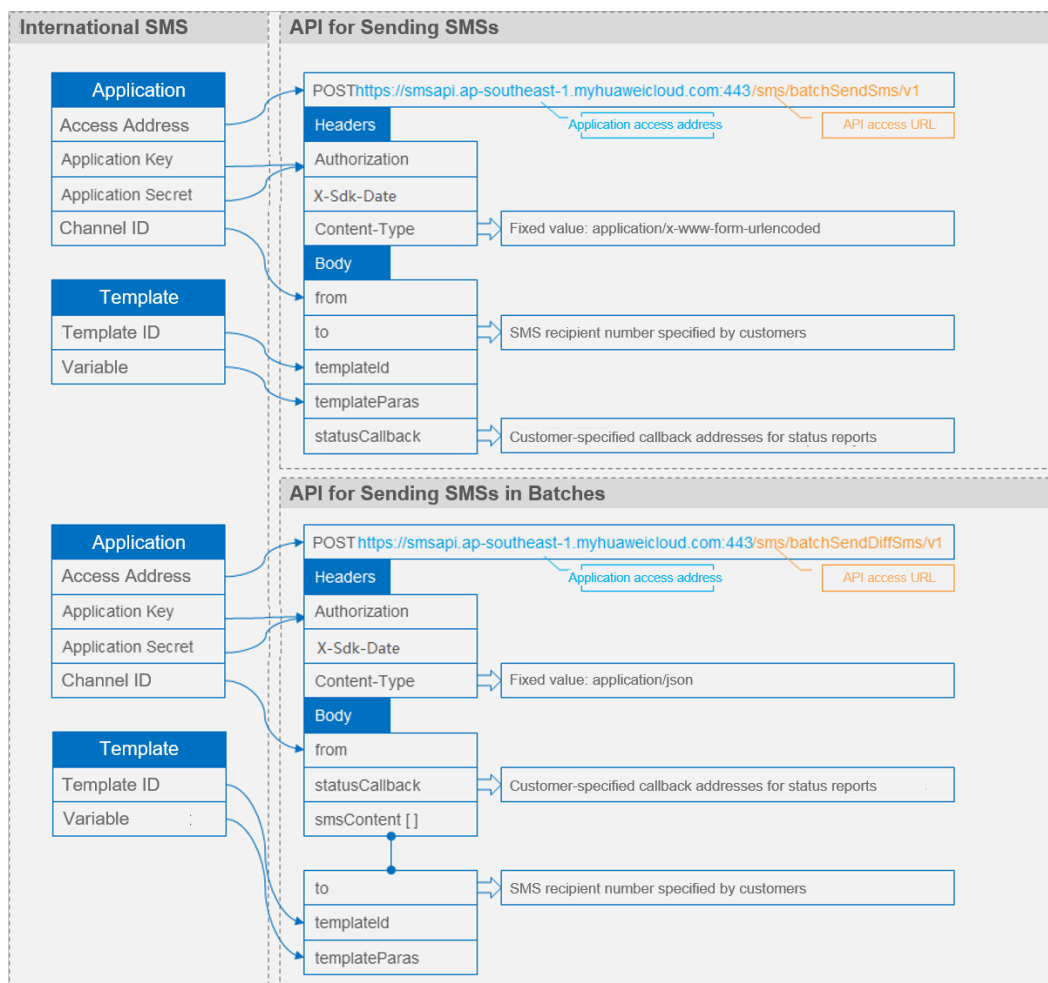 International SMS
API for Sending SMSs
Application
Access Address
Application Key
Application Secret
Channel ID
Template
Template ID
Variable
POSThttps://smsapi.ap-southeast-1.myhuaweicloud.com:443/sms/batchSendSms/v1
Application access address
API access URL
Headers
Authorization
X-Sdk-Date
Content-Type
Fixed value: application/x-www-form-urlencoded
Body
from
to
SMS recipient number specified by customers
templateId
templateParas
statusCallback
Customer-specified callback addresses for status reports
API for Sending SMSs in Batches
Application
Access Address
Application Key
Application Secret
Channel ID
Template
Template ID
Variable
POSThttps://smsapi.ap-southeast-1.myhuaweicloud.com:443/sms/batchSendDiffSms/v1
Application access address
API access URL
Headers
Authorization
X-Sdk-Date
Content-Type
Fixed value: application/json
Body
from
statusCallback
Customer-specified callback addresses for status reports
smsContent [ ]
to
SMS recipient number specified by customers
templateId
templateParas